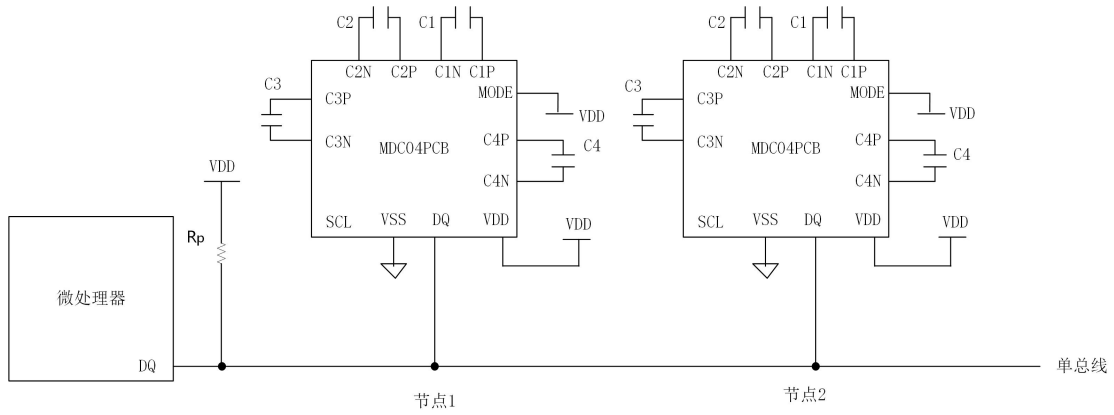 C2 C1 C2 C1
C2N C2P C1N C1P C2N C2P C1N C1P
C3 C3P MODE VDD C3 C3P MODE VDD
C3N MDC04PCB C4P C4 C3N MDC04PCB C4P C4
VDD C4N C4N
SCL VSS DQ VDD VDD SCL VSS DQ VDD VDD
Rp
微处理器
DQ 单总线
节点1 节点2